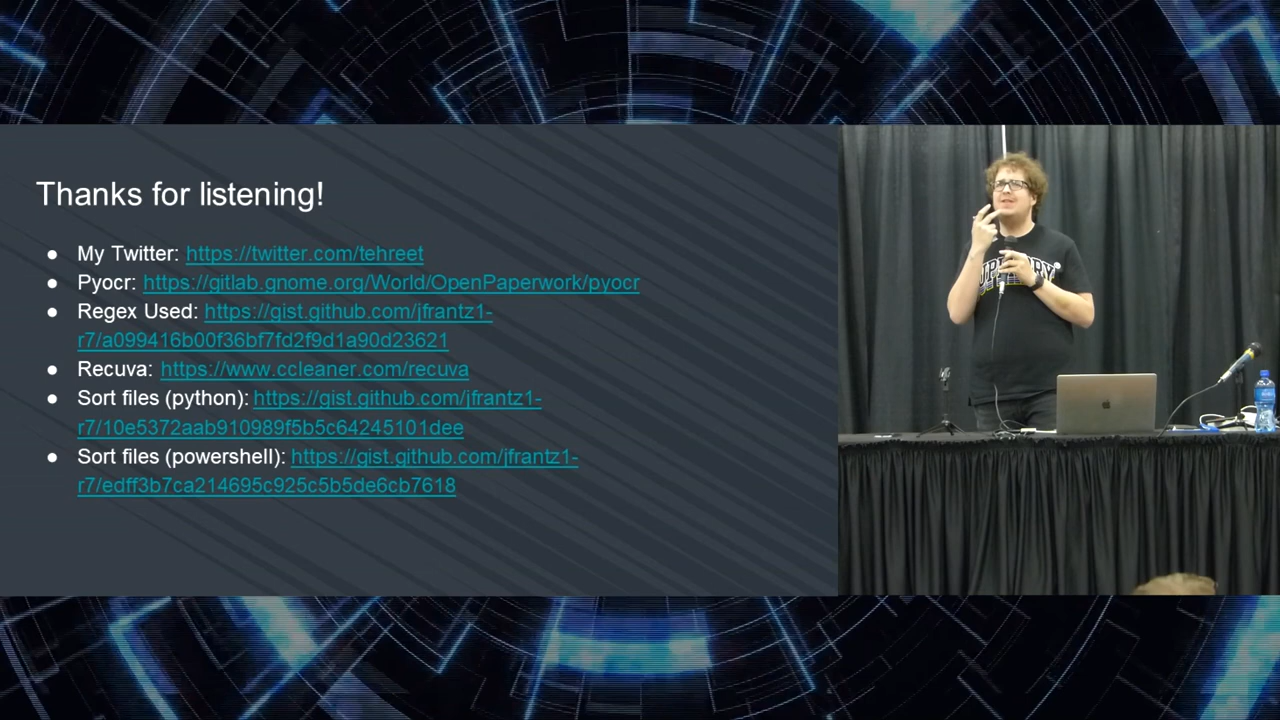 Thanks for listening!
● My Twitter: https://twitter.com/tehreet
● Pyocr: https://gitlab.gnome.org/World/OpenPaperwork/pyocr
● Regex Used: https://gist.github.com/jfrantz1-
r7/a099416b00f36bf7fd2f9d1a90d23621
● Recuva: https://www.ccleaner.com/recuva
● Sort files (python): https://gist.github.com/jfrantz1-
r7/10e5372aab910989f5b5c64245101dee
● Sort files (powershell): https://gist.github.com/jfrantz1-
r7/edff3b7ca214695c925c5b5de6cb7618